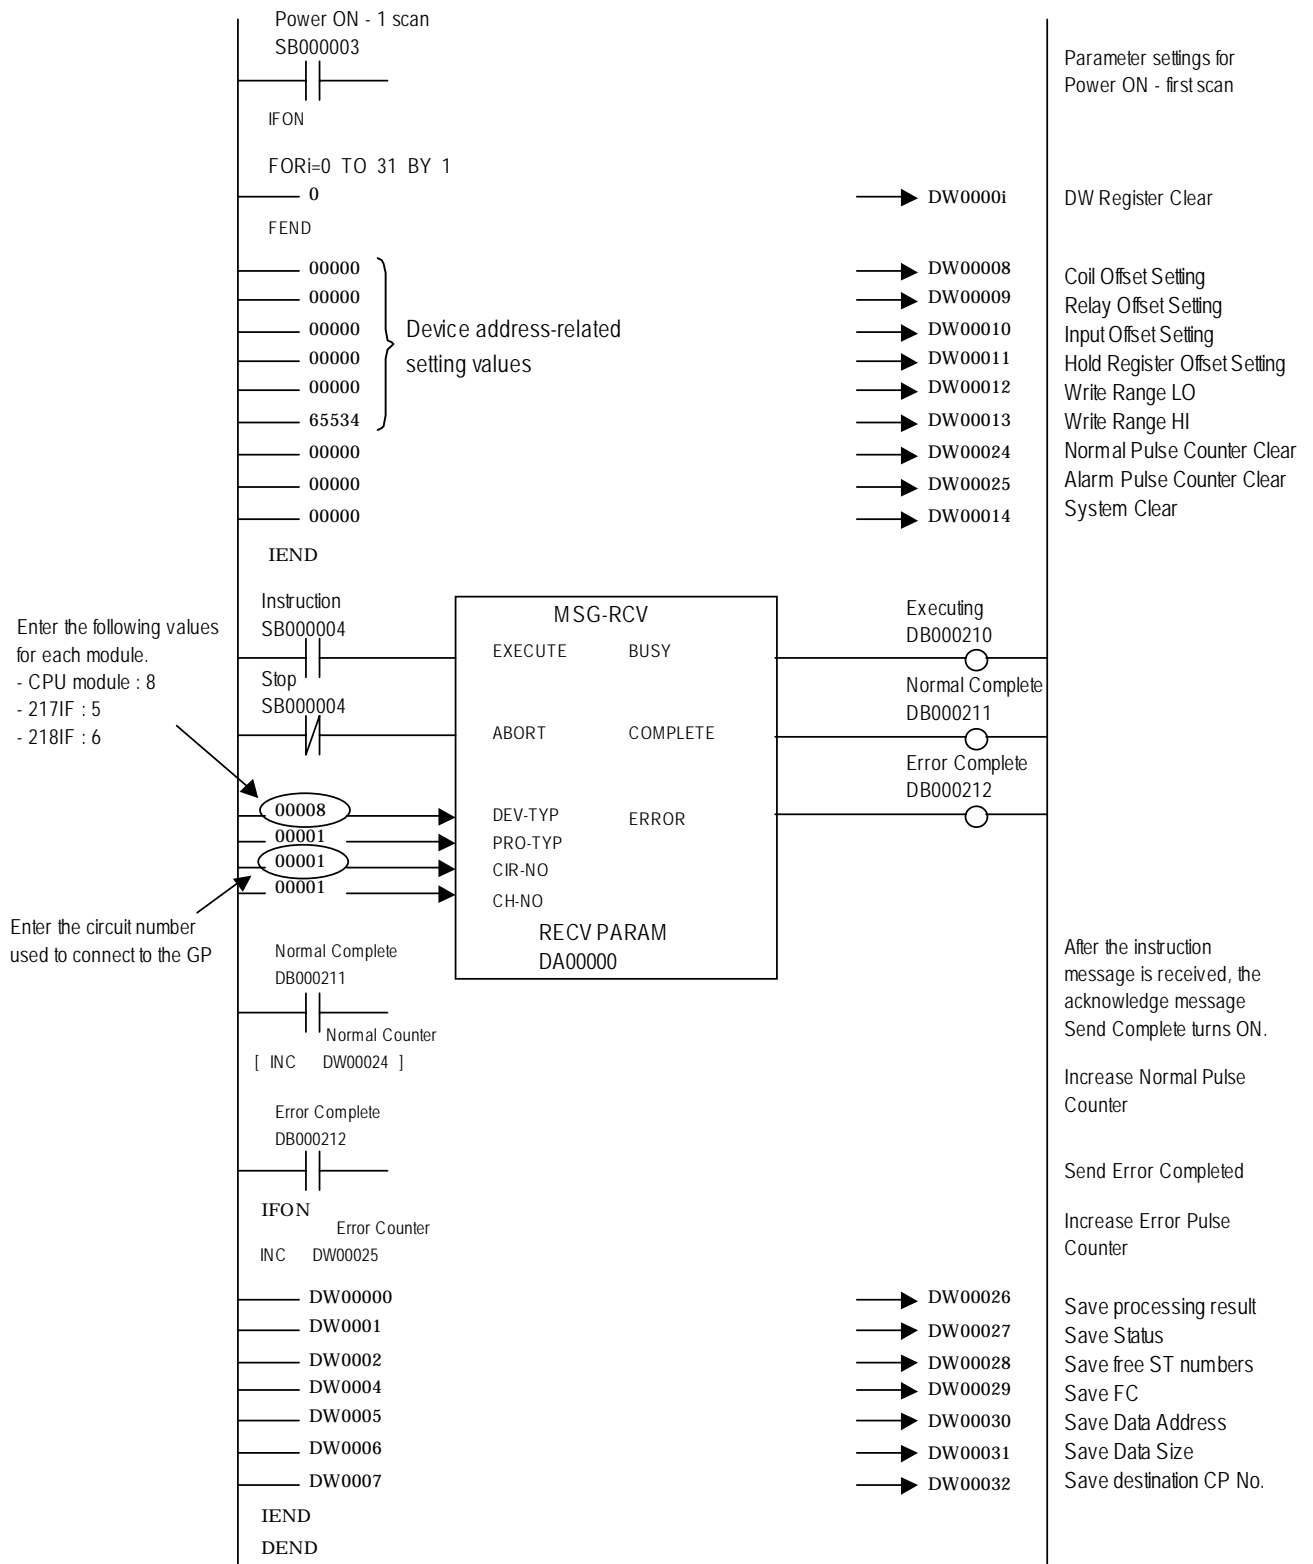 Power ON - 1 scan
SB000003
Parameter settings for
Power ON - first scan
IFON
FORi=0 TO 31 BY 1
0
DW0000i
DW Register Clear
FEND
00000
DW00008
Coil Offset Setting
00000
DW00009
Relay Offset Setting
00000
DW00010
Input Offset Setting
00000
DW00011
Hold Register Offset Setting
00000
DW00012
Write Range LO
65534
DW00013
Write Range HI
Device address-related
setting values
00000
DW00024
Normal Pulse Counter Clear
00000
DW00025
Alarm Pulse Counter Clear
00000
DW00014
System Clear
IEND
Enter the following values
for each module.
- CPU module : 8
- 217IF : 5
- 218IF : 6
Instruction
SB000004
Stop
SB000004
MSG-RCV
EXECUTE BUSY
ABORT COMPLETE
DEV-TYP ERROR
PRO-TYP
CIR-NO
CH-NO
RECV PARAM
DA00000
Executing
DB000210
Normal Complete
DB000211
Error Complete
DB000212
00008
00001
00001
00001
Enter the circuit number
used to connect to the GP
Normal Complete
DB000211
Normal Counter
[ INC DW00024 ]
After the instruction
message is received, the
acknowledge message
Send Complete turns ON.
Increase Normal Pulse
Counter
Error Complete
DB000212
Send Error Completed
IFON
Error Counter
INC DW00025
Increase Error Pulse
Counter
DW00000
DW00026
Save processing result
DW0001
DW00027
Save Status
DW0002
DW00028
Save free ST numbers
DW0004
DW00029
Save FC
DW0005
DW00030
Save Data Address
DW0006
DW00031
Save Data Size
DW0007
DW00032
Save destination CP No.
IEND
DEND